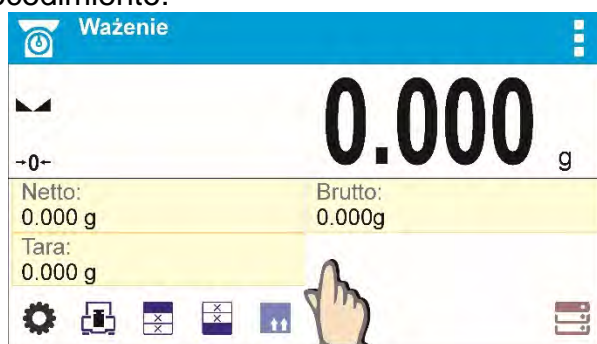 Ważenie
0.000 g
→0←
Netto:
0.000 g
Brutto:
0.000g
Tara:
0.000 g